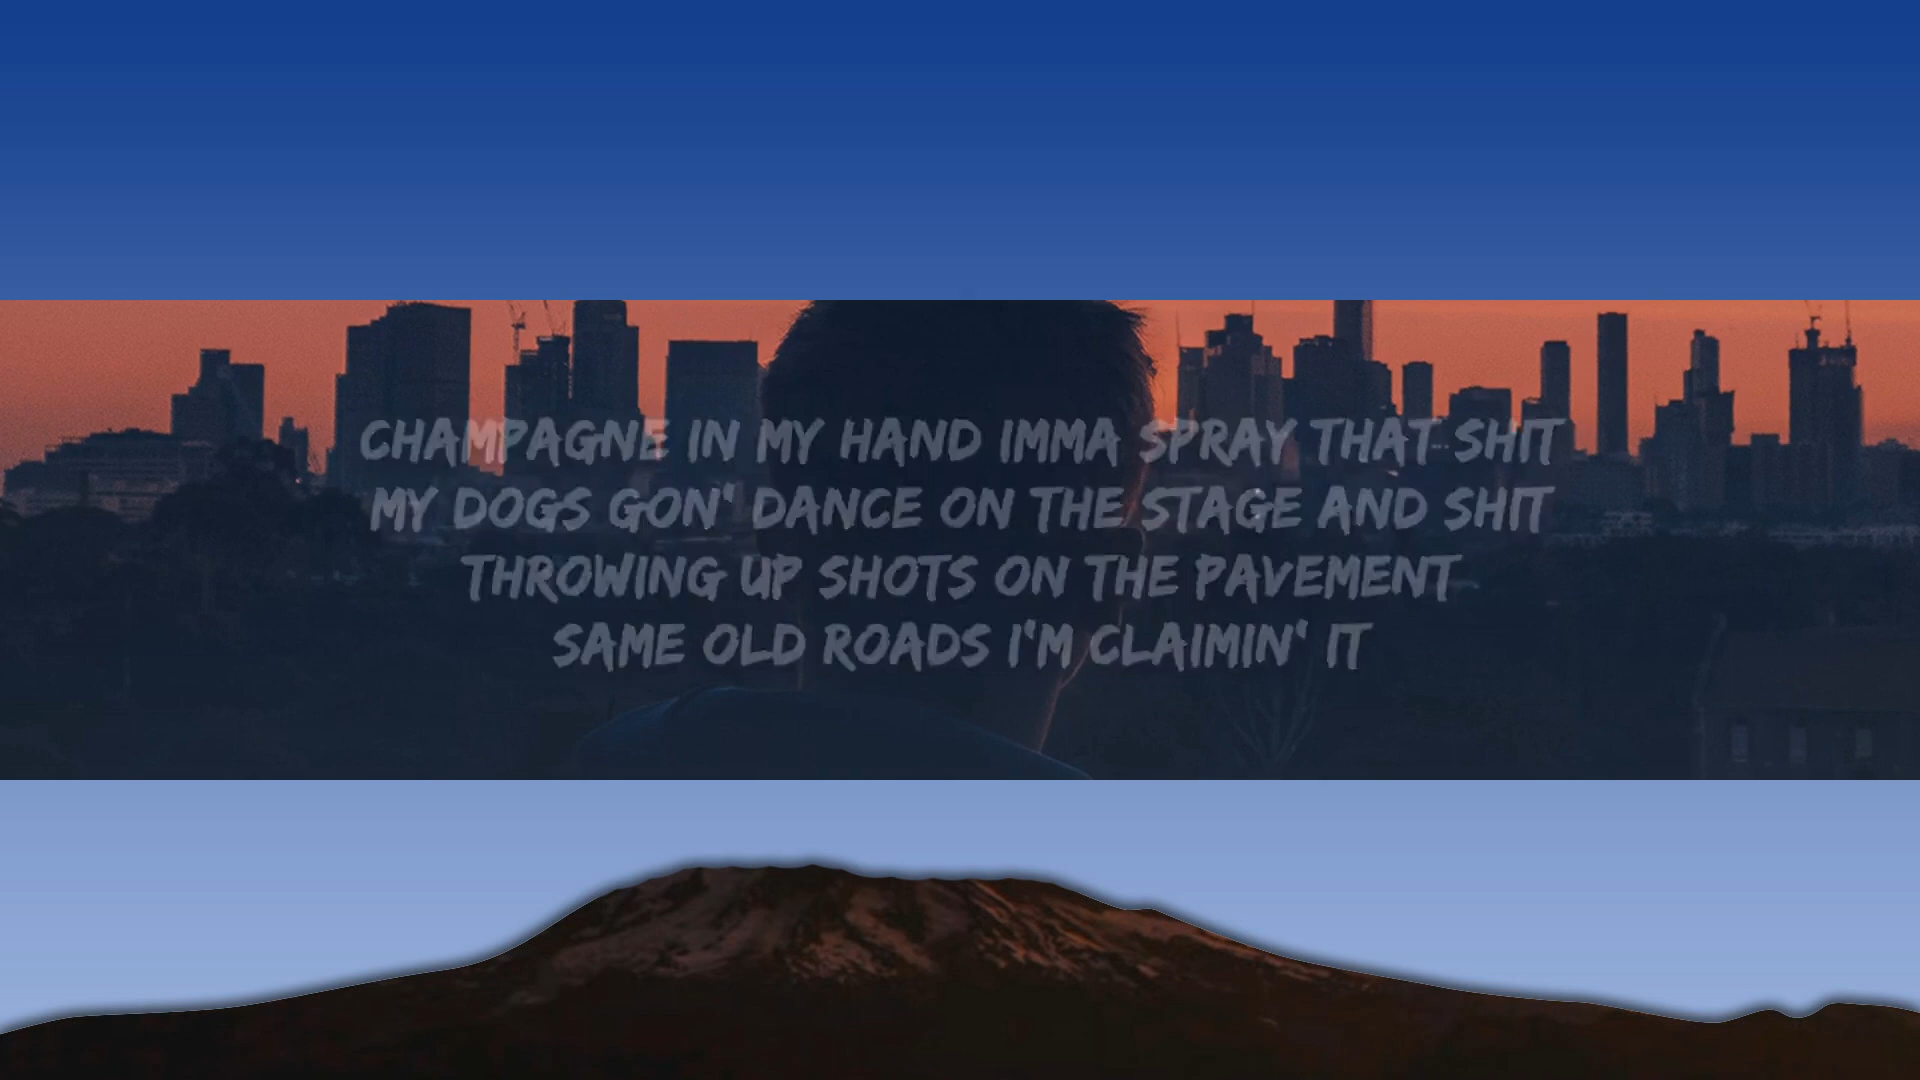 CHAMPAGNE IN MY HAND IMMA SPRAY THAT SHIT
MY DOGS GON' DANCE ON THE STAGE AND SHIT
THROWING UP SHOTS ON THE PAVEMENT
SAME OLD ROADS I'M CLAIMIN' IT